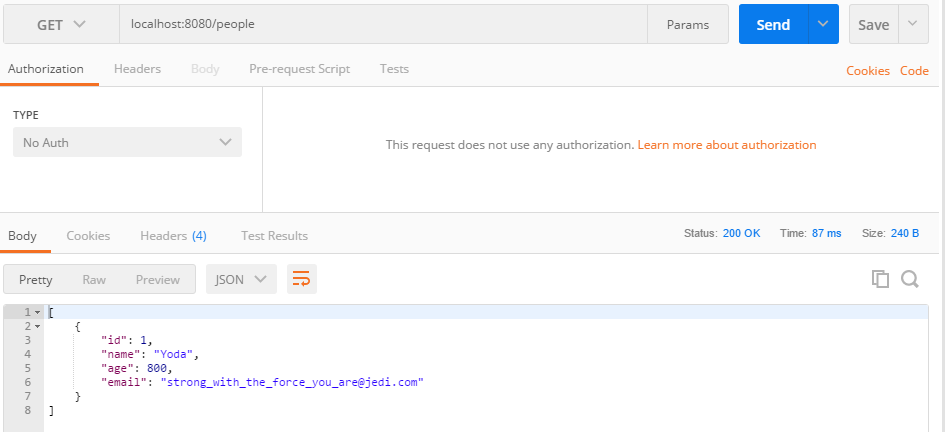 GET localhost:8080/people Params Send Save
Authorization Headers Body Pre-request Script Tests Cookies Code
TYPE
No Auth
This request does not use any authorization. Learn more about authorization
Body Cookies Headers (4) Test Results Status: 200 OK Time: 87 ms Size: 240 B
Pretty Raw Preview JSON
1 [
2 {
3 "id": 1,
4 "name": "Yoda",
5 "age": 800,
6 "email": "strong_with_the_force_you_are@jedi.com"
7 }
8 ]